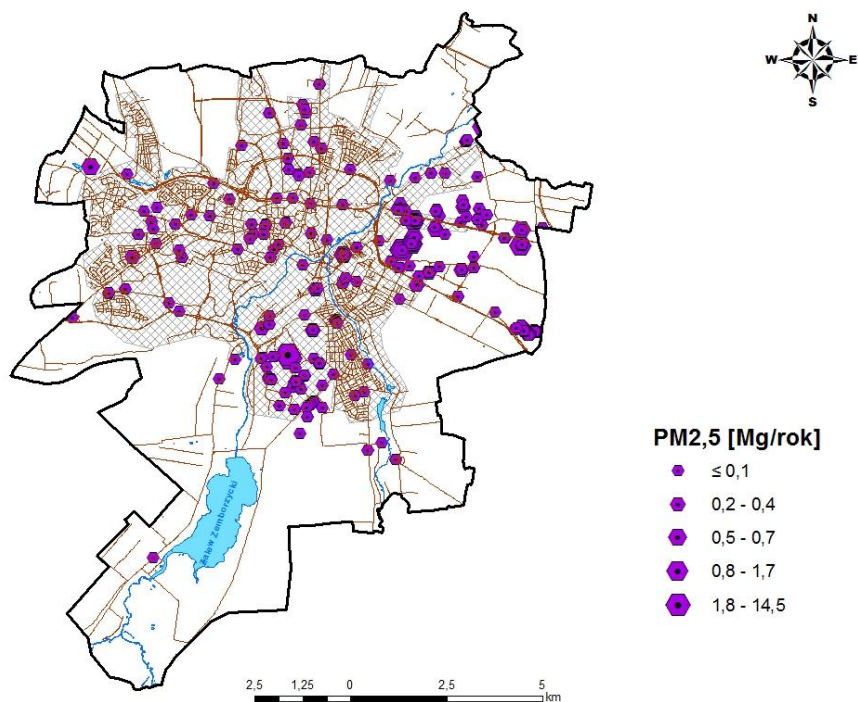 N
W E
S
PM2,5 [Mg/rok]
≤ 0,1
0,2 - 0,4
0,5 - 0,7
0,8 - 1,7
1,8 - 14,5
Zalew Zemborzycki
2,5 1,25 0 2,5 5
km